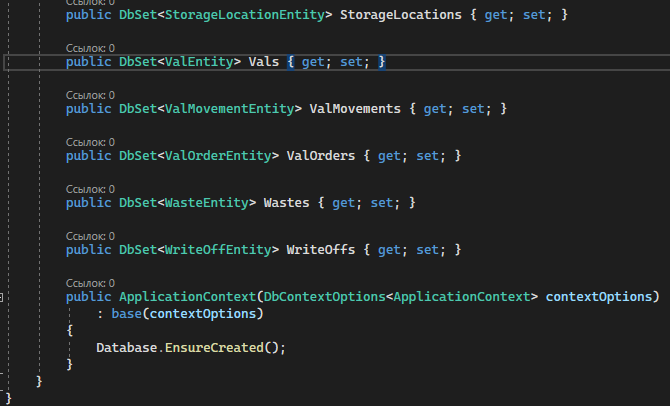 Ссылок: 0
public DbSet<StorageLocationEntity> StorageLocations { get; set; }
Ссылок: 0
public DbSet<ValEntity> Vals { get; set; }
Ссылок: 0
public DbSet<ValMovementEntity> ValMovements { get; set; }
Ссылок: 0
public DbSet<ValOrderEntity> ValOrders { get; set; }
Ссылок: 0
public DbSet<WasteEntity> Wastes { get; set; }
Ссылок: 0
public DbSet<WriteOffEntity> WriteOffs { get; set; }
Ссылок: 0
public ApplicationContext(DbContextOptions<ApplicationContext> contextOptions)
: base(contextOptions)
{
Database.EnsureCreated();
}
}
}